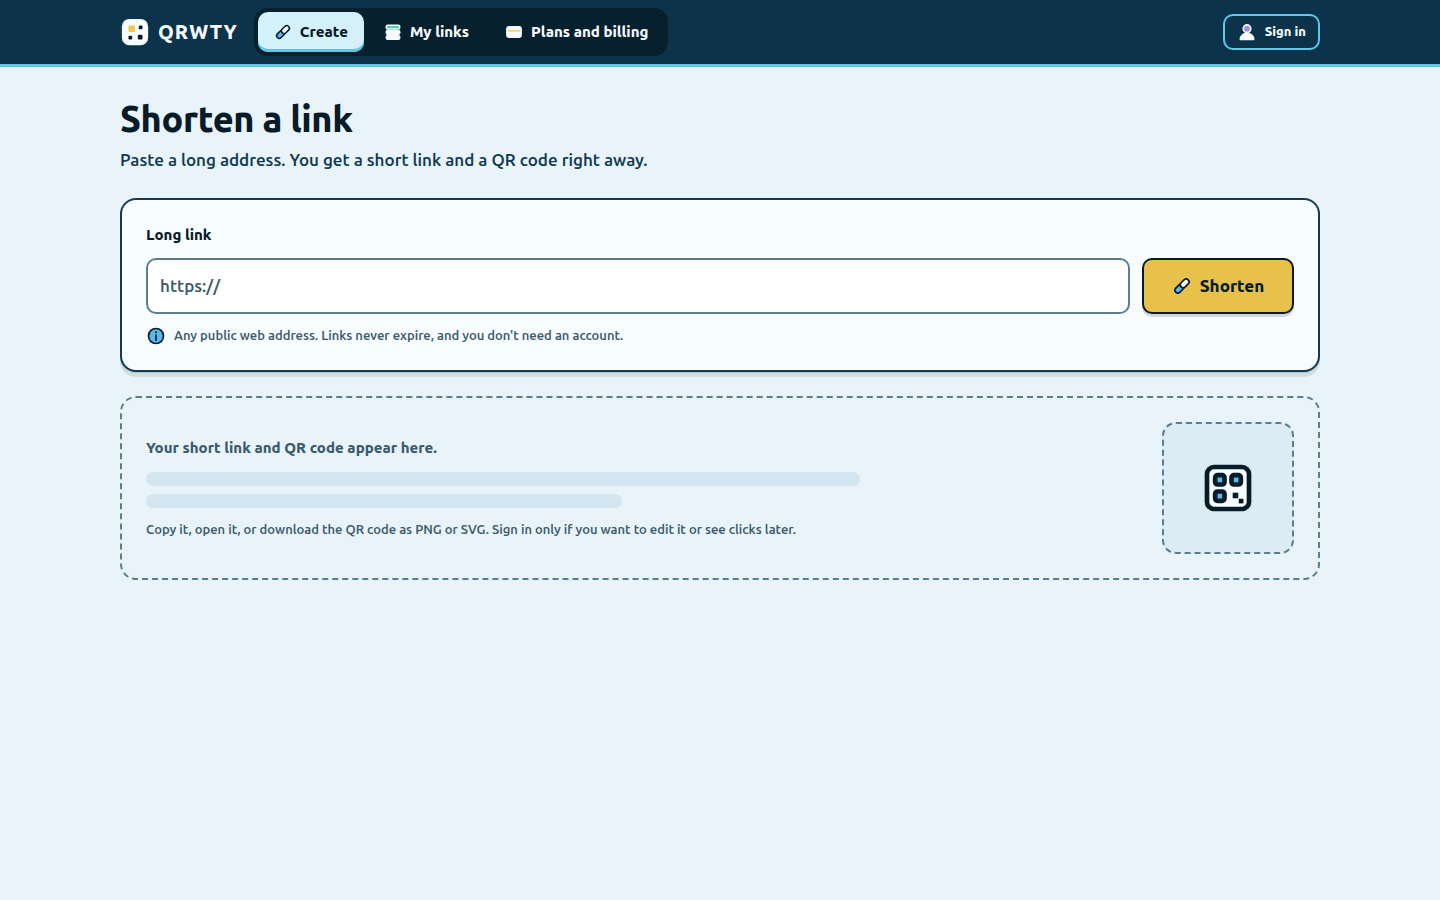 QRWTY
Create
My links
Plans and billing
Sign in
Shorten a link
Paste a long address. You get a short link and a QR code right away.
Long link
https://
Shorten
Any public web address. Links never expire, and you don't need an account.
Your short link and QR code appear here.
Copy it, open it, or download the QR code as PNG or SVG. Sign in only if you want to edit it or see clicks later.